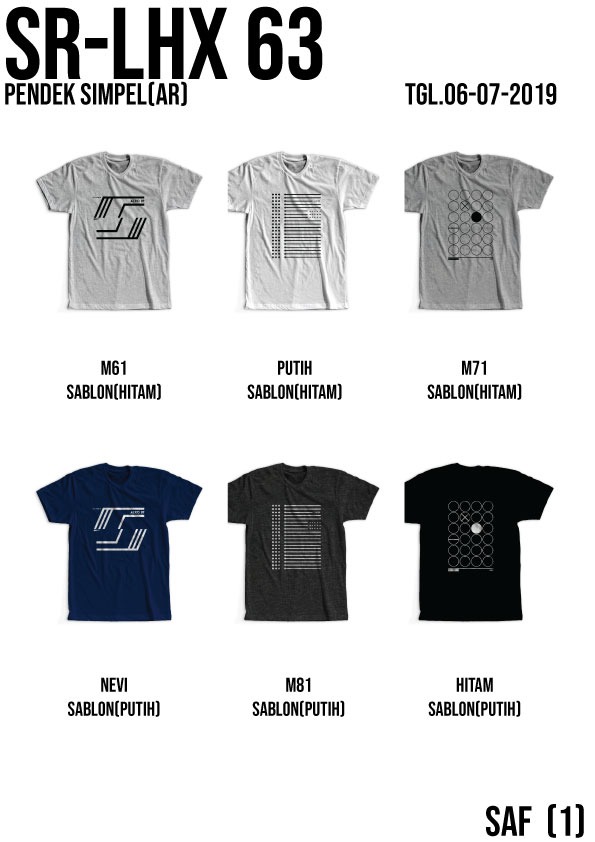 SR-LHX 63
PENDEK SIMPEL(AR)
TGL.06-07-2019
M61
SABLON(HITAM)
PUTIH
SABLON(HITAM)
M71
SABLON(HITAM)
NEVI
SABLON(PUTIH)
M81
SABLON(PUTIH)
HITAM
SABLON(PUTIH)
SAF (1)